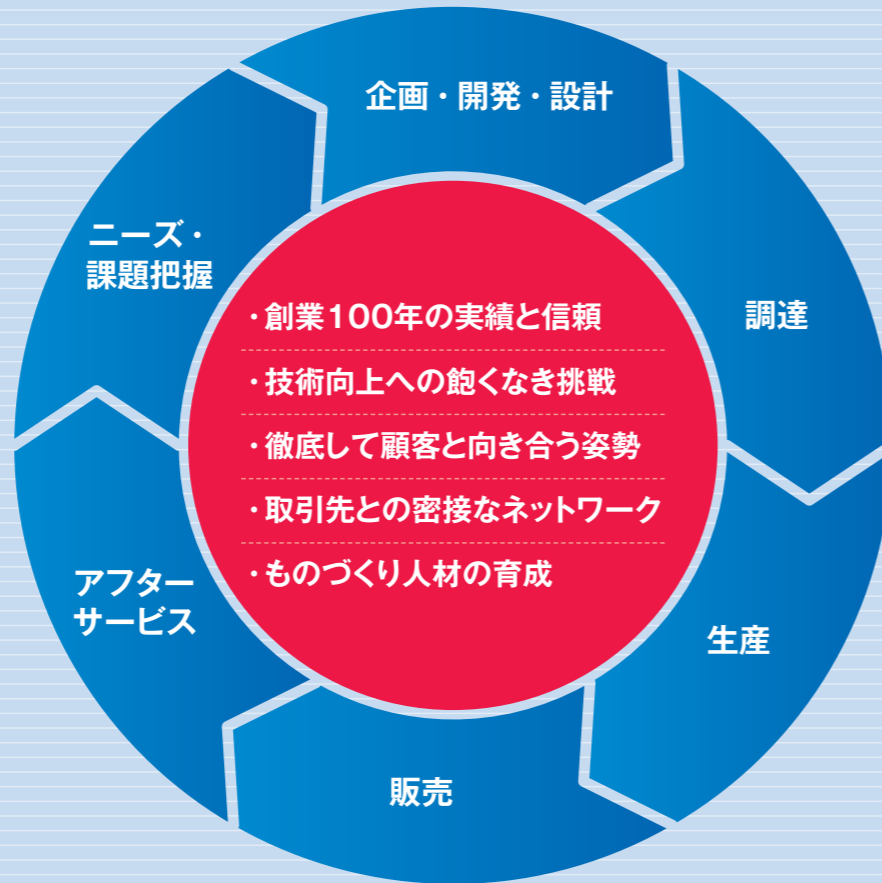 企画・開発・設計
ニーズ・
課題把握
調達
・創業100年の実績と信頼
・技術向上への飽くなき挑戦
・徹底して顧客と向き合う姿勢
・取引先との密接なネットワーク
・ものづくり人材の育成
アフター
サービス
生産
販売